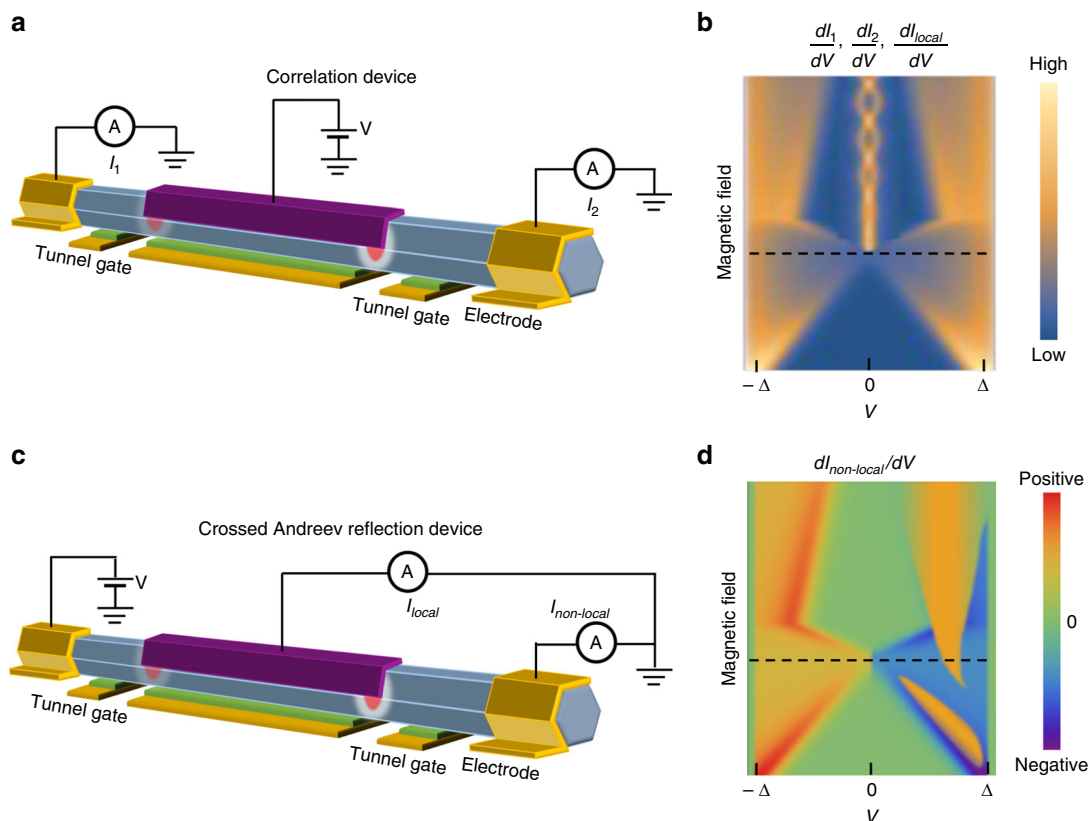 a
Correlation device
A
I1
V
A
I2
Tunnel gate
Tunnel gate
Electrode
b
dI1/dV, dI2/dV, dIlocal/dV
High
Low
Magnetic field
– Δ
0
Δ
V
c
Crossed Andreev reflection device
V
A
Ilocal
Inon-local
A
Tunnel gate
Tunnel gate
Electrode
d
dInon-local/dV
Positive
0
Negative
Magnetic field
– Δ
0
Δ
V